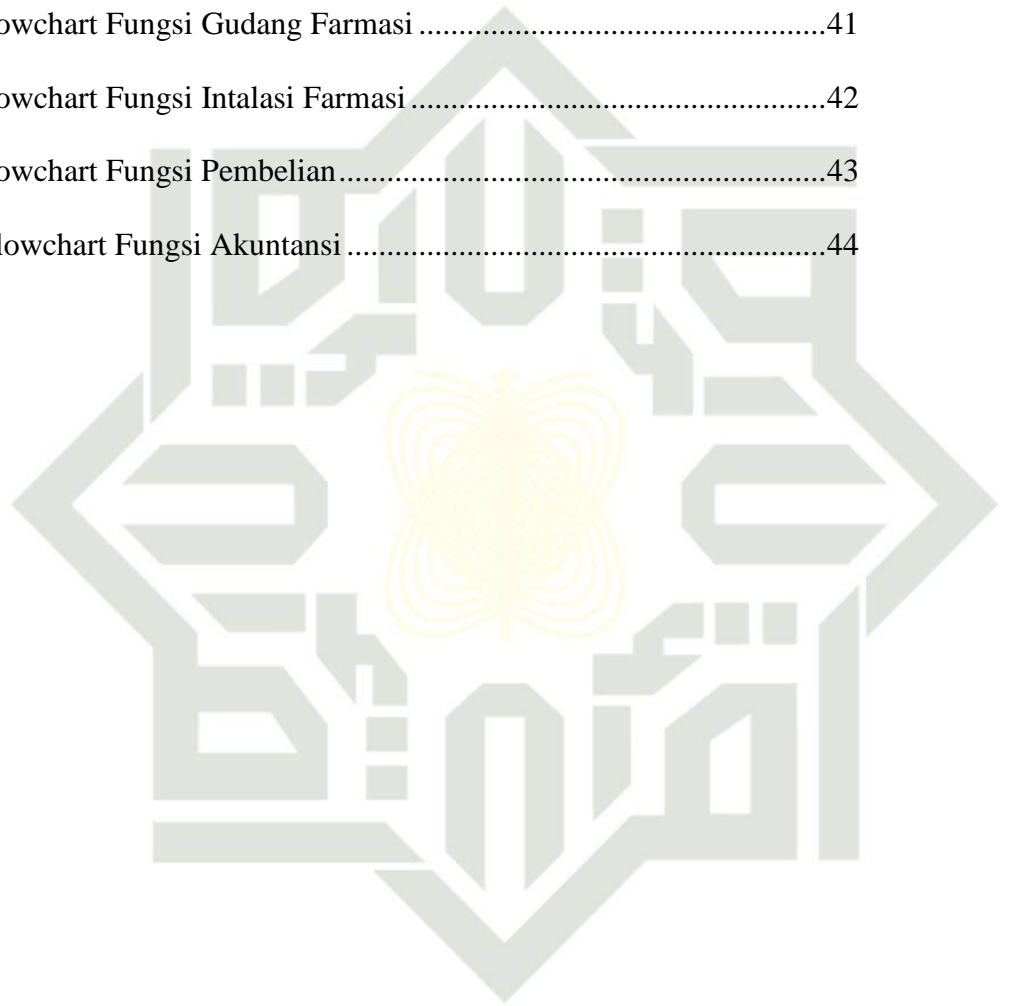 owchart Fungsi Gudang Farmasi ..................................................41
owchart Fungsi Intalasi Farmasi ...................................................42
owchart Fungsi Pembelian............................................................43
lowchart Fungsi Akuntansi ...........................................................44